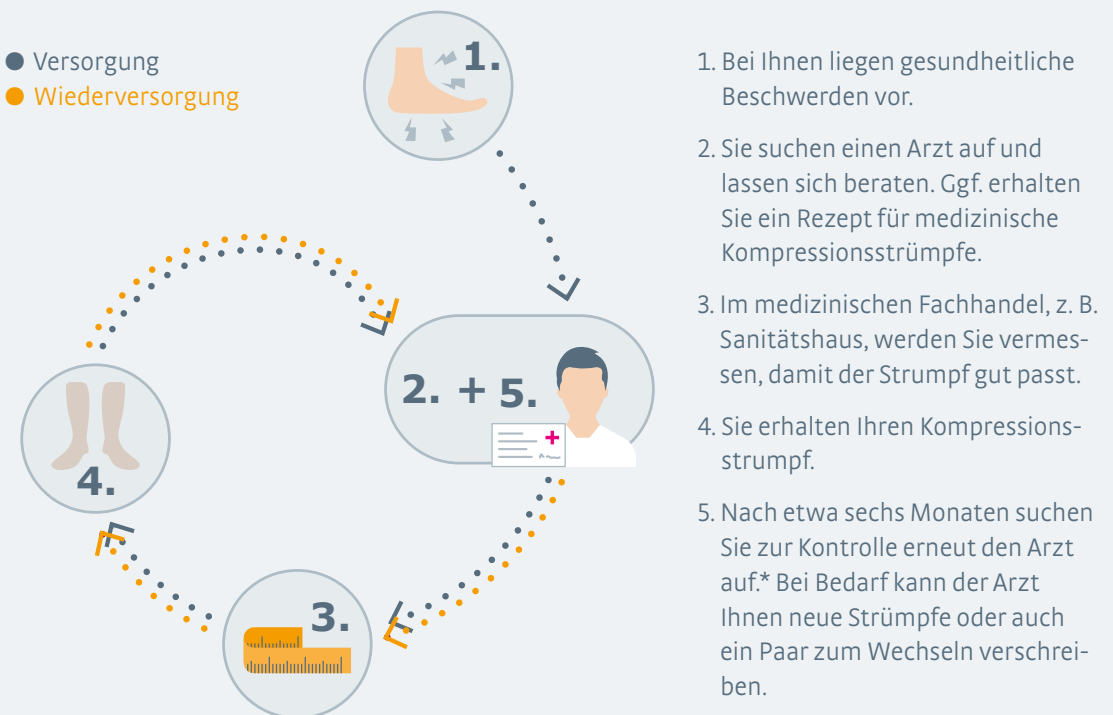 Versorgung
Wiederversorgung
1.
2. + 5.
4.
3.
1. Bei Ihnen liegen gesundheitliche
Beschwerden vor.
2. Sie suchen einen Arzt auf und
lassen sich beraten. Ggf. erhalten
Sie ein Rezept für medizinische
Kompressionsstrümpfe.
3. Im medizinischen Fachhandel, z. B.
Sanitätshaus, werden Sie vermes-
sen, damit der Strumpf gut passt.
4. Sie erhalten Ihren Kompressions-
strumpf.
5. Nach etwa sechs Monaten suchen
Sie zur Kontrolle erneut den Arzt
auf.* Bei Bedarf kann der Arzt
Ihnen neue Strümpfe oder auch
ein Paar zum Wechseln verschrei-
ben.